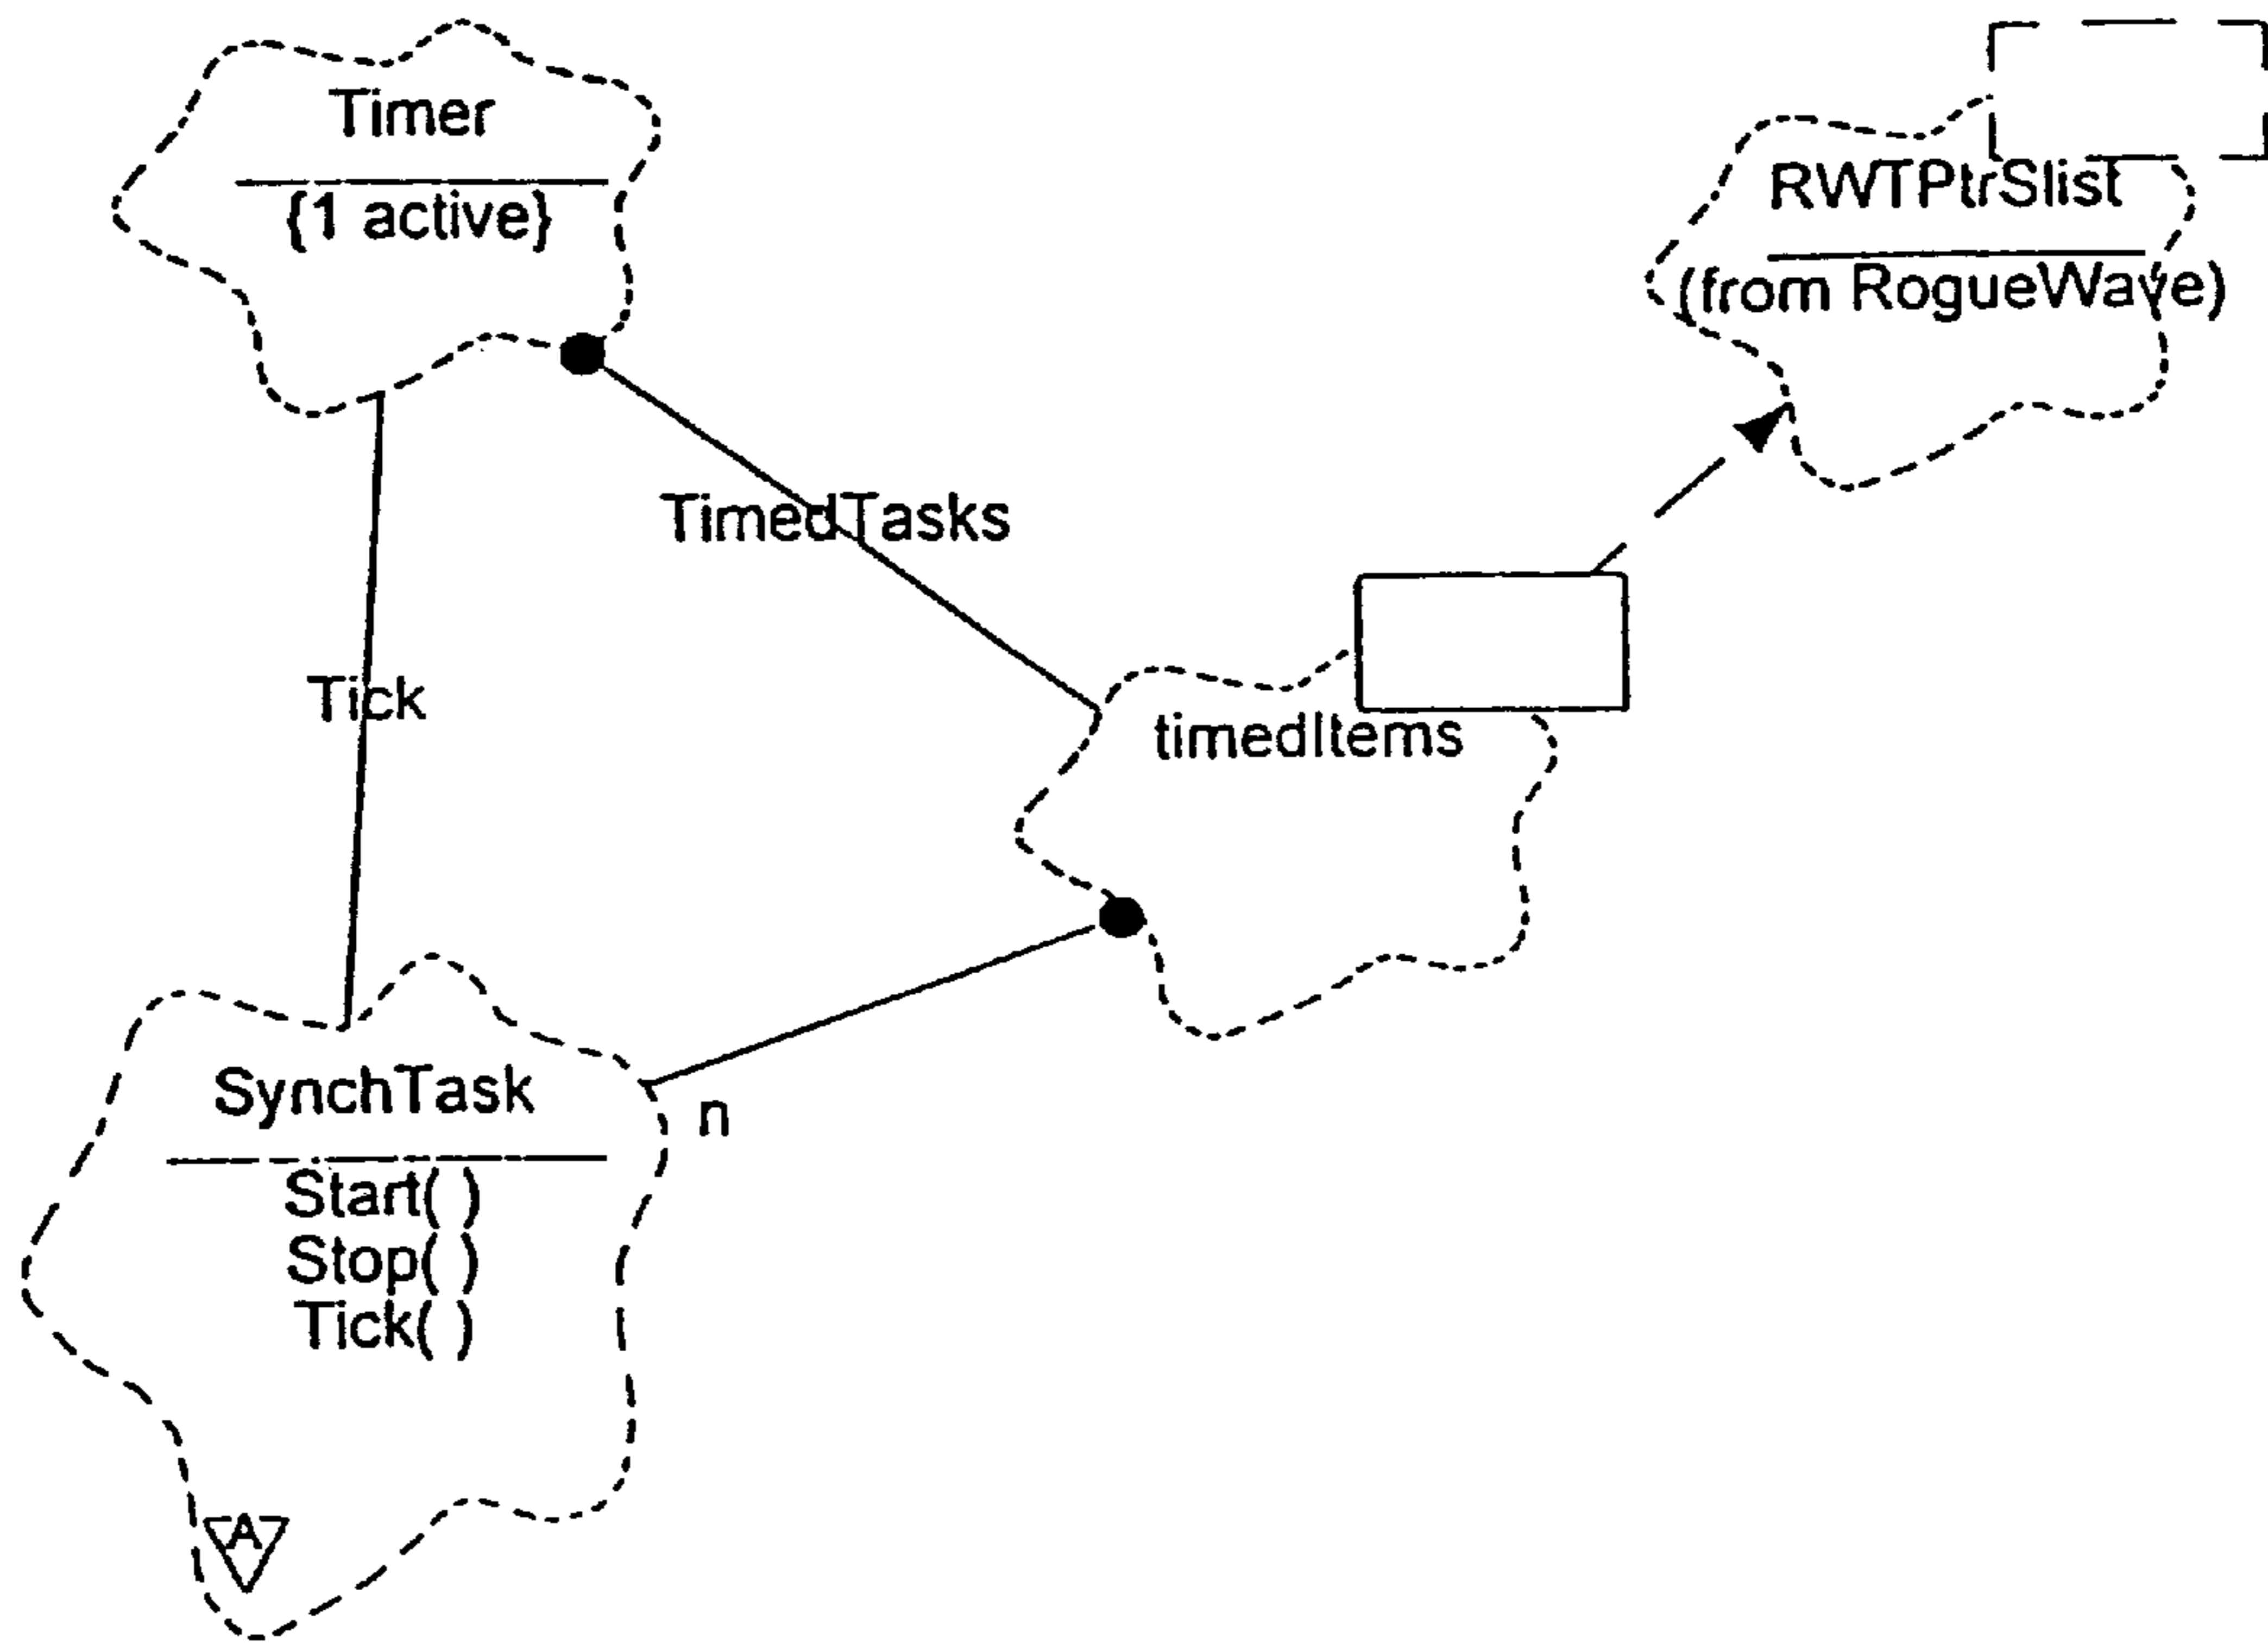 Timer
{1 active}
RWTPtrSlist
(from RogueWave)
TimedTasks
Tick
timedItems
SynchTask
n
Start( )
Stop( )
Tick( )
A